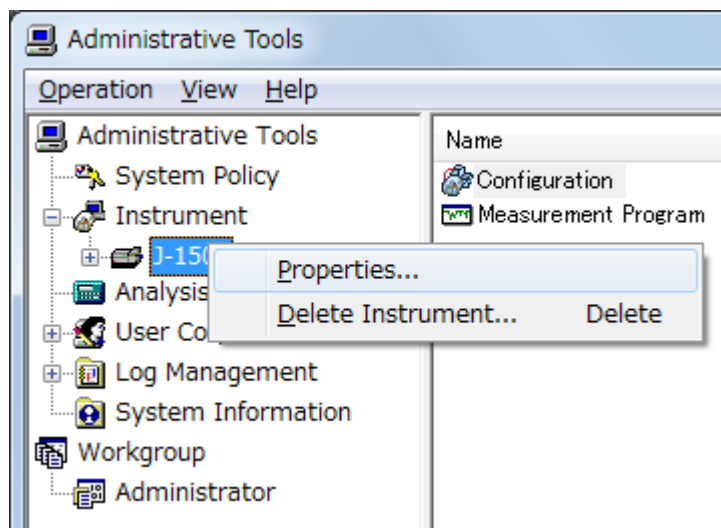 Administrative Tools
Operation View Help
Administrative Tools
System Policy
Instrument
J-150
Analysis
User Co
Log Management
System Information
Workgroup
Administrator
Name
Configuration
Measurement Program
Properties...
Delete Instrument... Delete